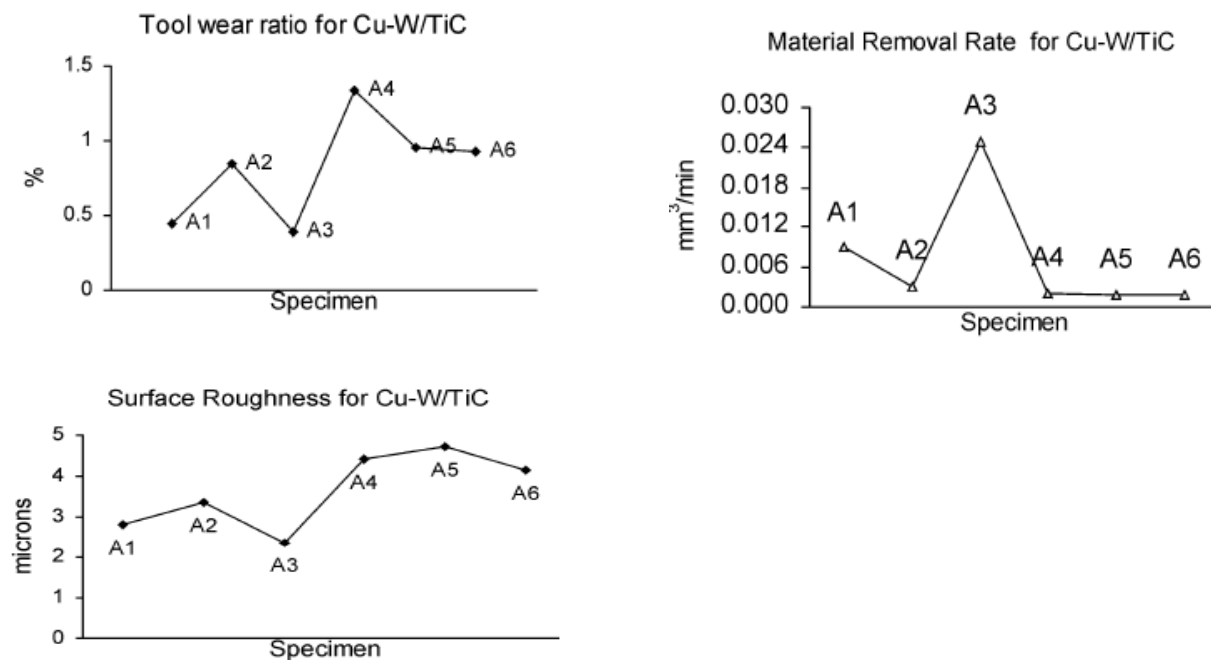 Tool wear ratio for Cu-W/TiC
1.5
1
0.5
0
%
A1
A2
A3
A4
A5
A6
Specimen
Material Removal Rate for Cu-W/TiC
0.030
0.024
0.018
0.012
0.006
0.000
mm³/min
A1
A2
A3
A4
A5
A6
Specimen
Surface Roughness for Cu-W/TiC
5
4
3
2
1
0
microns
A1
A2
A3
A4
A5
A6
Specimen